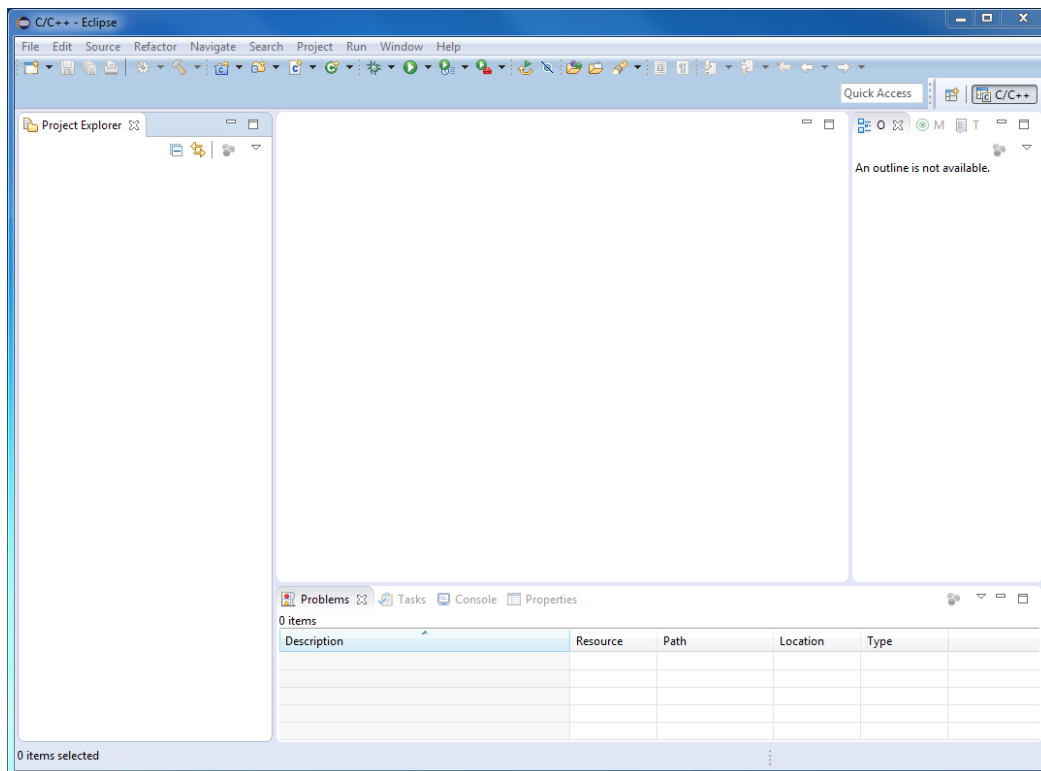 C/C++ - Eclipse
File Edit Source Refactor Navigate Search Project Run Window Help
Quick Access C/C++
Project Explorer O M T
An outline is not available.
Problems Tasks Console Properties
0 items
Description Resource Path Location Type
0 items selected